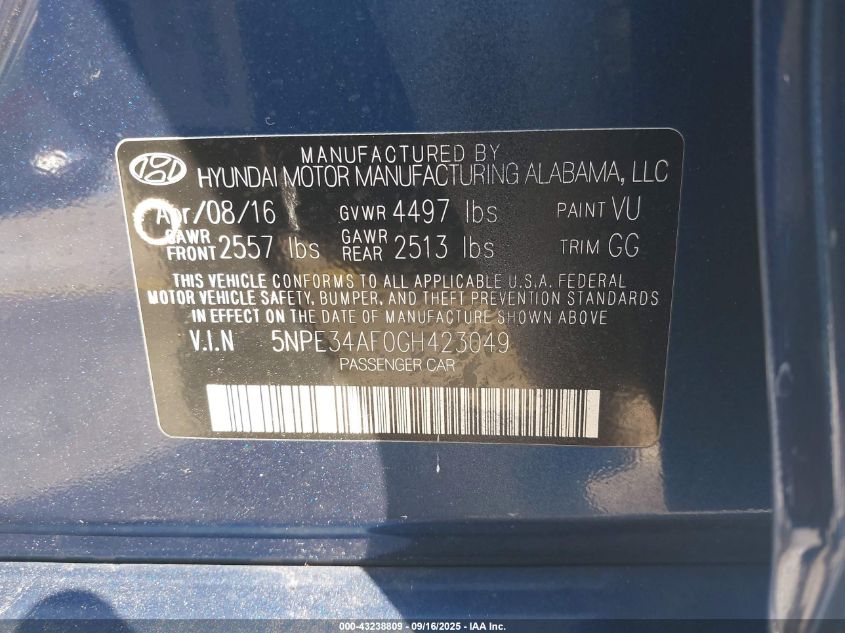 MANUFACTURED BY
HYUNDAI MOTOR MANUFACTURING ALABAMA, LLC
Apr/08/16 GVWR 4497 lbs PAINT VU
GAWR FRONT 2557 lbs GAWR REAR 2513 lbs TRIM GG
THIS VEHICLE CONFORMS TO ALL APPLICABLE U.S.A. FEDERAL
MOTOR VEHICLE SAFETY, BUMPER, AND THEFT PREVENTION STANDARDS
IN EFFECT ON THE DATE OF MANUFACTURE SHOWN ABOVE
V.I.N 5NPE34AF0GH423049
PASSENGER CAR
000-43238809 - 09/16/2025 - IAA Inc.